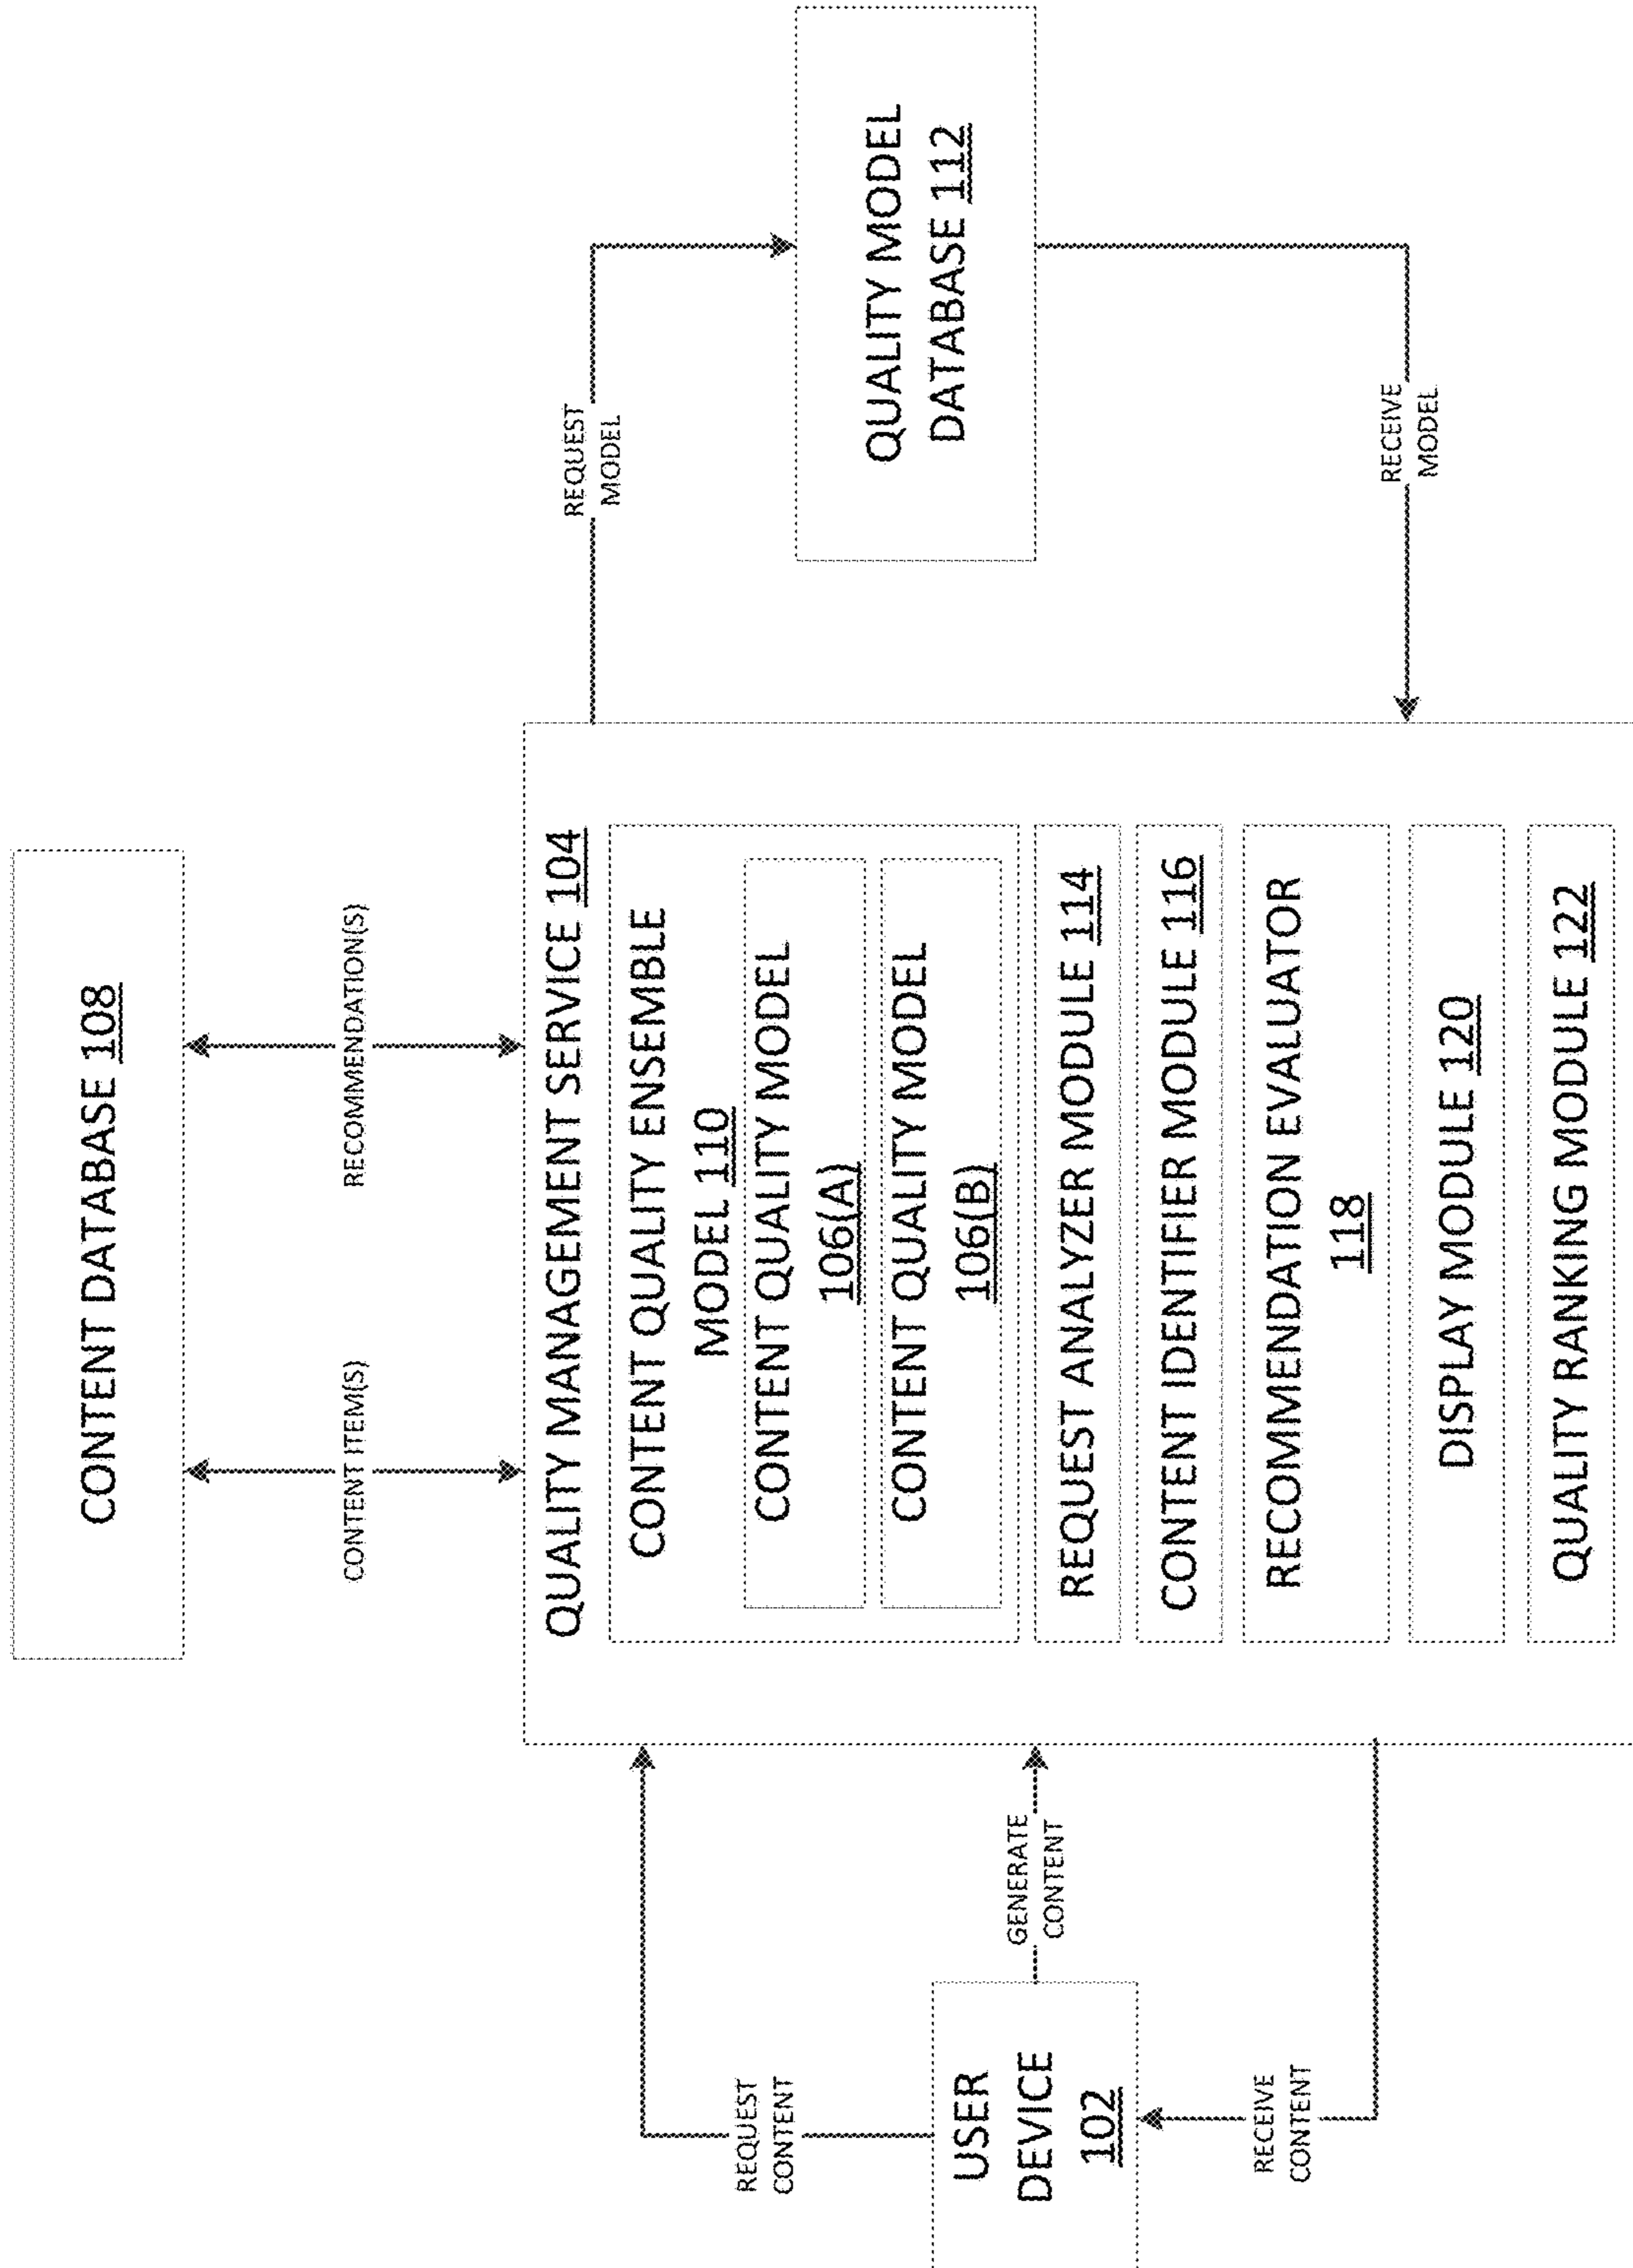 CONTENT DATABASE 108
CONTENT ITEM(S)
RECOMMENDATION(S)
REQUEST
CONTENT
USER
DEVICE
102
GENERATE
CONTENT
RECEIVE
CONTENT
QUALITY MANAGEMENT SERVICE 104
CONTENT QUALITY ENSEMBLE
MODEL 110
CONTENT QUALITY MODEL
106(A)
CONTENT QUALITY MODEL
106(B)
REQUEST ANALYZER MODULE 114
CONTENT IDENTIFIER MODULE 116
RECOMMENDATION EVALUATOR
118
DISPLAY MODULE 120
QUALITY RANKING MODULE 122
REQUEST
MODEL
QUALITY MODEL
DATABASE 112
RECEIVE
MODEL